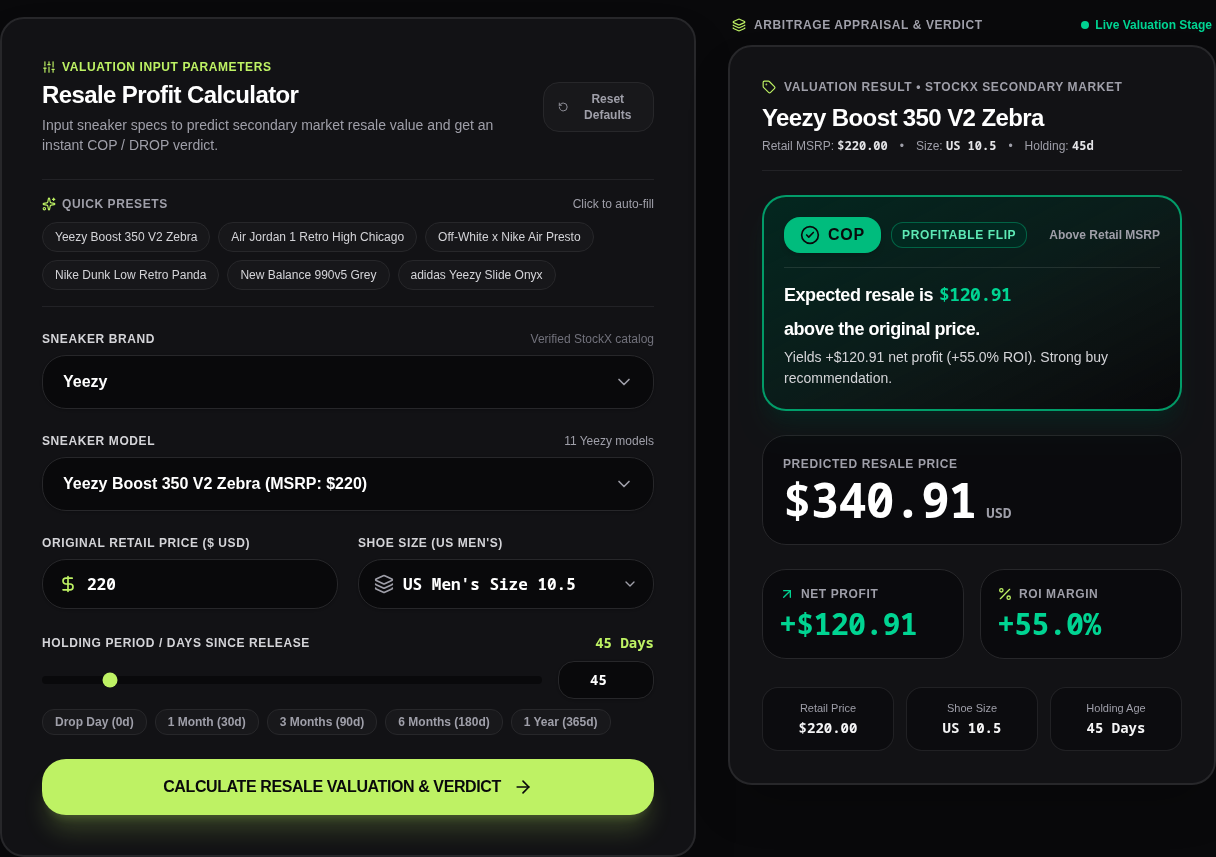 VALUATION INPUT PARAMETERS
Resale Profit Calculator
Input sneaker specs to predict secondary market resale value and get an
instant COP / DROP verdict.
Reset
Defaults
QUICK PRESETS
Click to auto-fill
Yeezy Boost 350 V2 Zebra
Air Jordan 1 Retro High Chicago
Off-White x Nike Air Presto
Nike Dunk Low Retro Panda
New Balance 990v5 Grey
adidas Yeezy Slide Onyx
SNEAKER BRAND
Verified StockX catalog
Yeezy
SNEAKER MODEL
11 Yeezy models
Yeezy Boost 350 V2 Zebra (MSRP: $220)
ORIGINAL RETAIL PRICE ($ USD)
$ 220
SHOE SIZE (US MEN'S)
US Men's Size 10.5
HOLDING PERIOD / DAYS SINCE RELEASE
45 Days
45
Drop Day (0d)
1 Month (30d)
3 Months (90d)
6 Months (180d)
1 Year (365d)
CALCULATE RESALE VALUATION & VERDICT
ARBITRAGE APPRAISAL & VERDICT
Live Valuation Stage
VALUATION RESULT • STOCKX SECONDARY MARKET
Yeezy Boost 350 V2 Zebra
Retail MSRP: $220.00 • Size: US 10.5 • Holding: 45d
COP
PROFITABLE FLIP
Above Retail MSRP
Expected resale is $120.91
above the original price.
Yields +$120.91 net profit (+55.0% ROI). Strong buy
recommendation.
PREDICTED RESALE PRICE
$340.91 USD
NET PROFIT
+$120.91
ROI MARGIN
+55.0%
Retail Price
$220.00
Shoe Size
US 10.5
Holding Age
45 Days